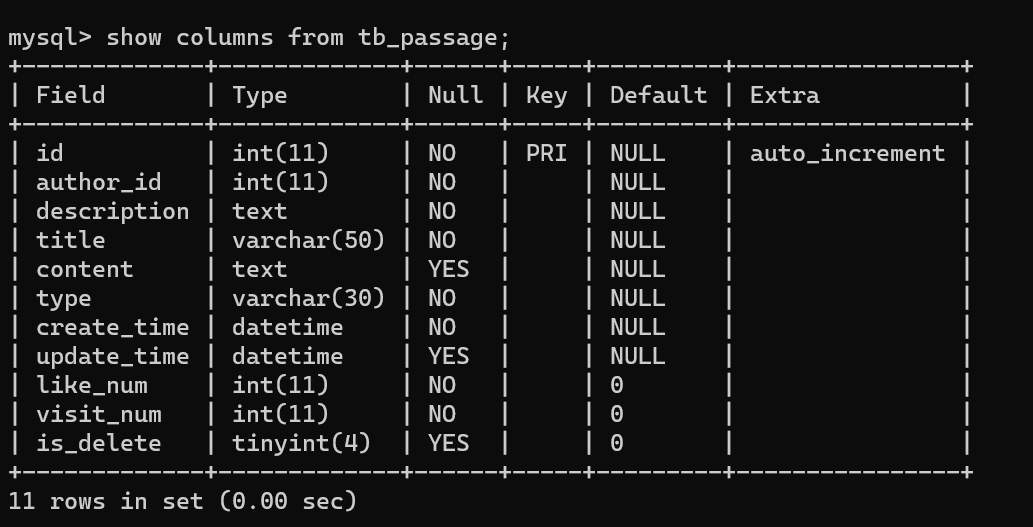 mysql> show columns from tb_passage;
+-------------+-------------+------+-----+---------+----------------+
| Field       | Type        | Null | Key | Default | Extra          |
+-------------+-------------+------+-----+---------+----------------+
| id          | int(11)     | NO   | PRI | NULL    | auto_increment |
| author_id   | int(11)     | NO   |     | NULL    |                |
| description | text        | NO   |     | NULL    |                |
| title       | varchar(50) | NO   |     | NULL    |                |
| content     | text        | YES  |     | NULL    |                |
| type        | varchar(30) | NO   |     | NULL    |                |
| create_time | datetime    | NO   |     | NULL    |                |
| update_time | datetime    | YES  |     | NULL    |                |
| like_num    | int(11)     | NO   |     | 0       |                |
| visit_num   | int(11)     | NO   |     | 0       |                |
| is_delete   | tinyint(4)  | YES  |     | 0       |                |
+-------------+-------------+------+-----+---------+----------------+
11 rows in set (0.00 sec)